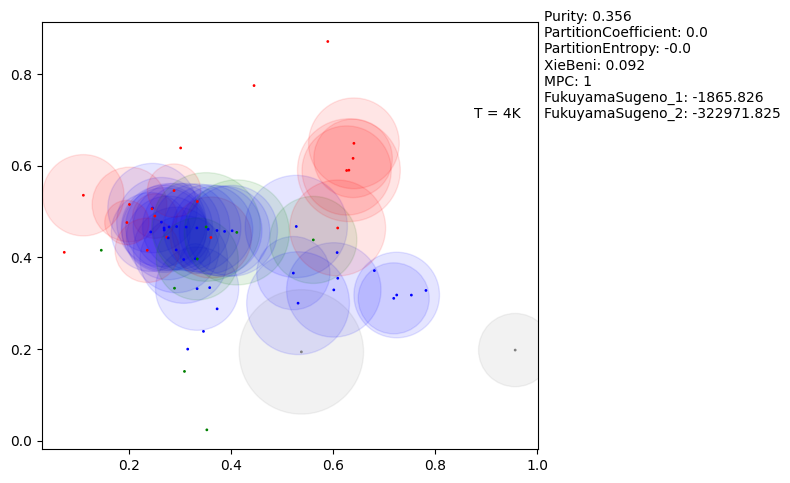 Purity: 0.356
PartitionCoefficient: 0.0
PartitionEntropy: -0.0
XieBeni: 0.092
MPC: 1
FukuyamaSugeno_1: -1865.826
FukuyamaSugeno_2: -322971.825
T = 4K
0.8
0.6
0.4
0.2
0.0
0.2 0.4 0.6 0.8 1.0